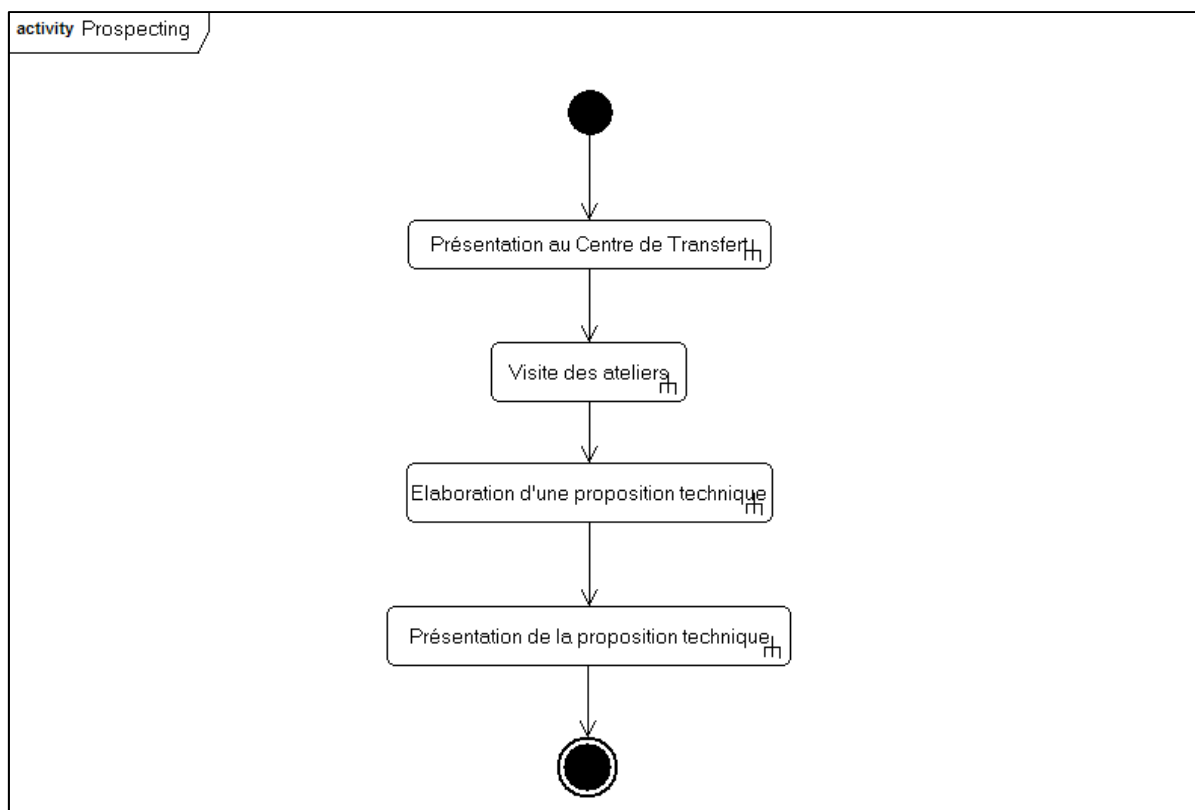 activity Prospecting
Présentation au Centre de Transfert
Visite des ateliers
Elaboration d'une proposition technique
Présentation de la proposition technique